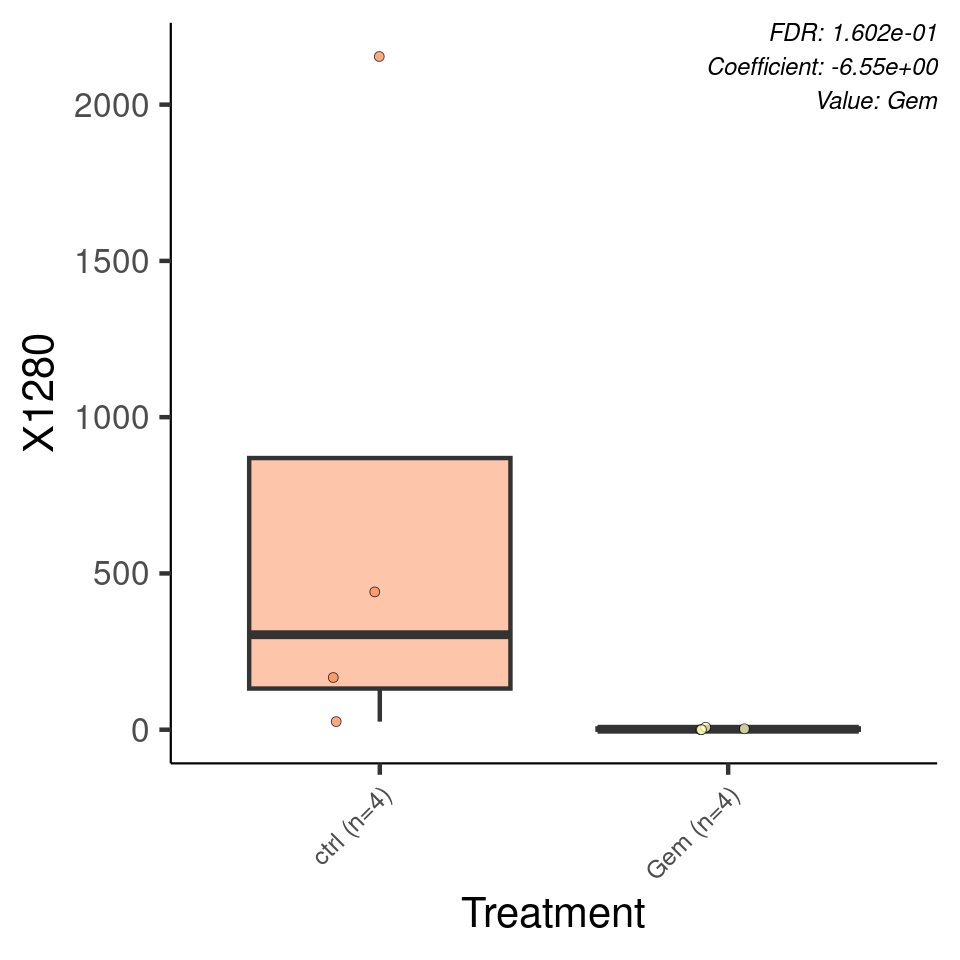 FDR: 1.602e-01
Coefficient: -6.55e+00
Value: Gem
2000
1500
1000
500
0
X1280
ctrl (n=4)
Gem (n=4)
Treatment